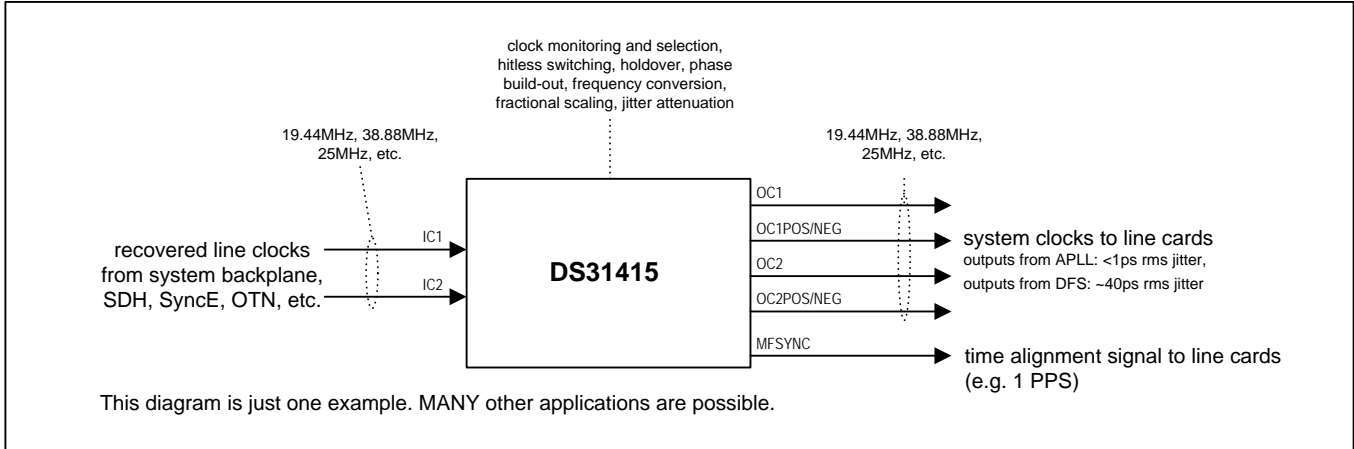 clock monitoring and selection,
hitless switching, holdover, phase
build-out, frequency conversion,
fractional scaling, jitter attenuation
19.44MHz, 38.88MHz,
25MHz, etc.
19.44MHz, 38.88MHz,
25MHz, etc.
recovered line clocks
from system backplane,
SDH, SyncE, OTN, etc.
IC1
IC2
DS31415
OC1
OC1POS/NEG
OC2
OC2POS/NEG
MFSYNC
system clocks to line cards
outputs from APLL: <1ps rms jitter,
outputs from DFS: ~40ps rms jitter
time alignment signal to line cards
(e.g. 1 PPS)
This diagram is just one example. MANY other applications are possible.